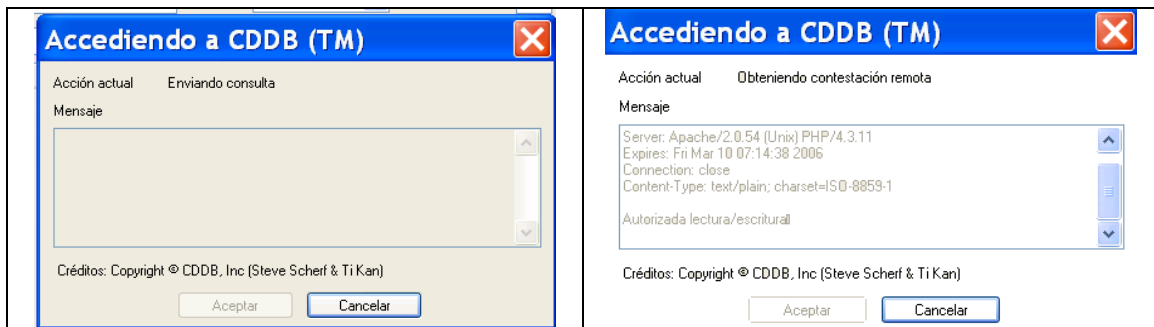 Accediendo a CDDB (TM)
Acción actual Enviando consulta
Mensaje
Créditos: Copyright © CDDB, Inc (Steve Scherf & Ti Kan)
Aceptar Cancelar
Accediendo a CDDB (TM)
Acción actual Obteniendo contestación remota
Mensaje
Server: Apache/2.0.54 (Unix) PHP/4.3.11
Expires: Fri Mar 10 07:14:38 2006
Connection: close
Content-Type: text/plain; charset=ISO-8859-1
Autorizada lectura/escritura
Créditos: Copyright © CDDB, Inc (Steve Scherf & Ti Kan)
Aceptar Cancelar